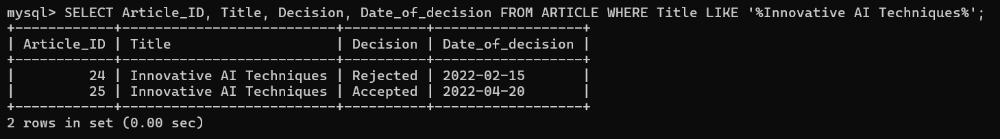 mysql> SELECT Article_ID, Title, Decision, Date_of_decision FROM ARTICLE WHERE Title LIKE '%Innovative AI Techniques%';
+------------+--------------------------+----------+------------------+
| Article_ID | Title                    | Decision | Date_of_decision |
+------------+--------------------------+----------+------------------+
|         24 | Innovative AI Techniques | Rejected | 2022-02-15       |
|         25 | Innovative AI Techniques | Accepted | 2022-04-20       |
+------------+--------------------------+----------+------------------+
2 rows in set (0.00 sec)